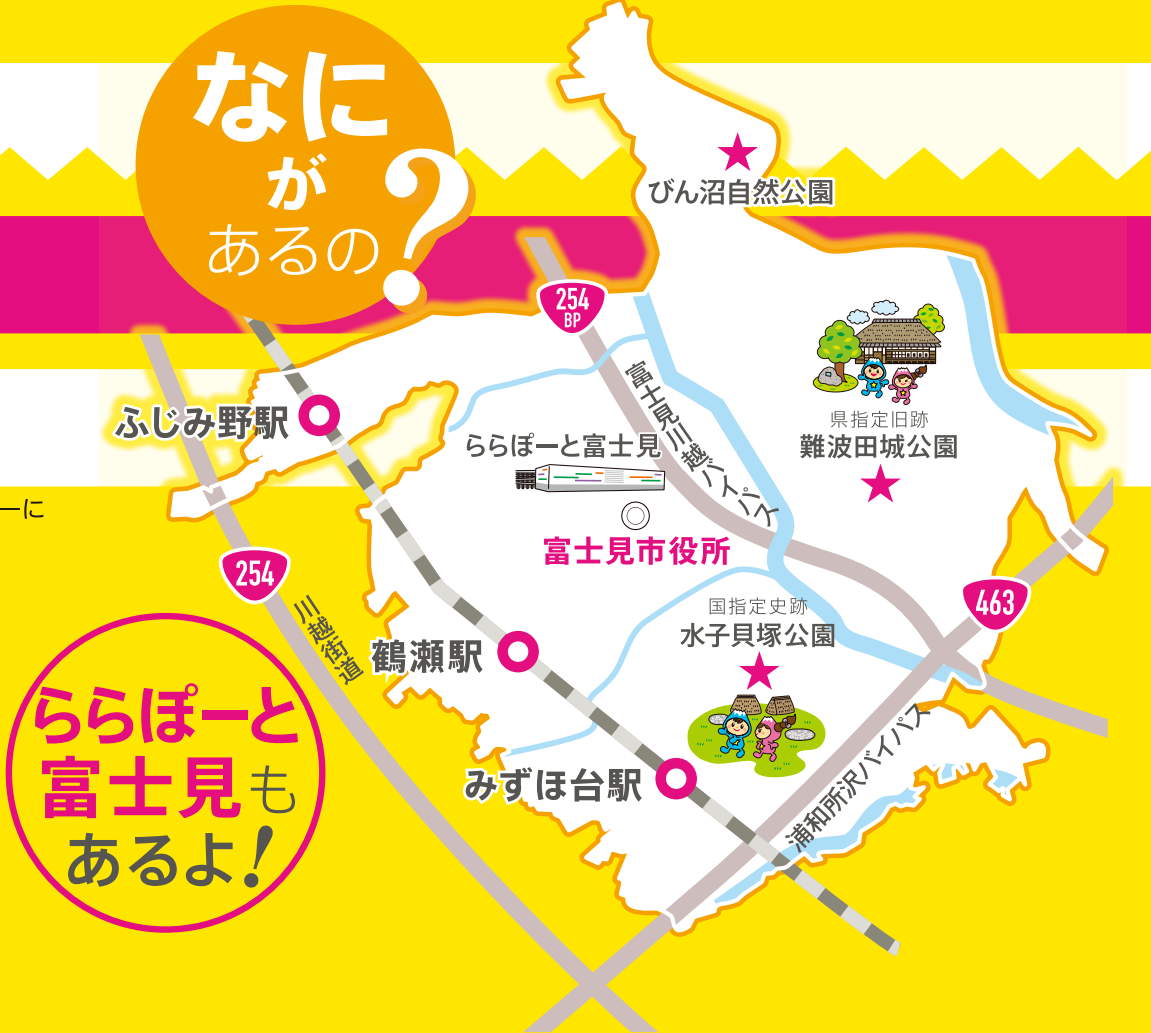 なに
が
あるの?
びん沼自然公園
254
BP
富士見川越バイパス
県指定旧跡
難波田城公園
ふじみ野駅
ららぽーと富士見
富士見市役所
ーに
254
川越街道
463
国指定史跡
水子貝塚公園
鶴瀬駅
みずほ台駅
浦和所沢バイパス
ららぽーと
富士見も
あるよ!